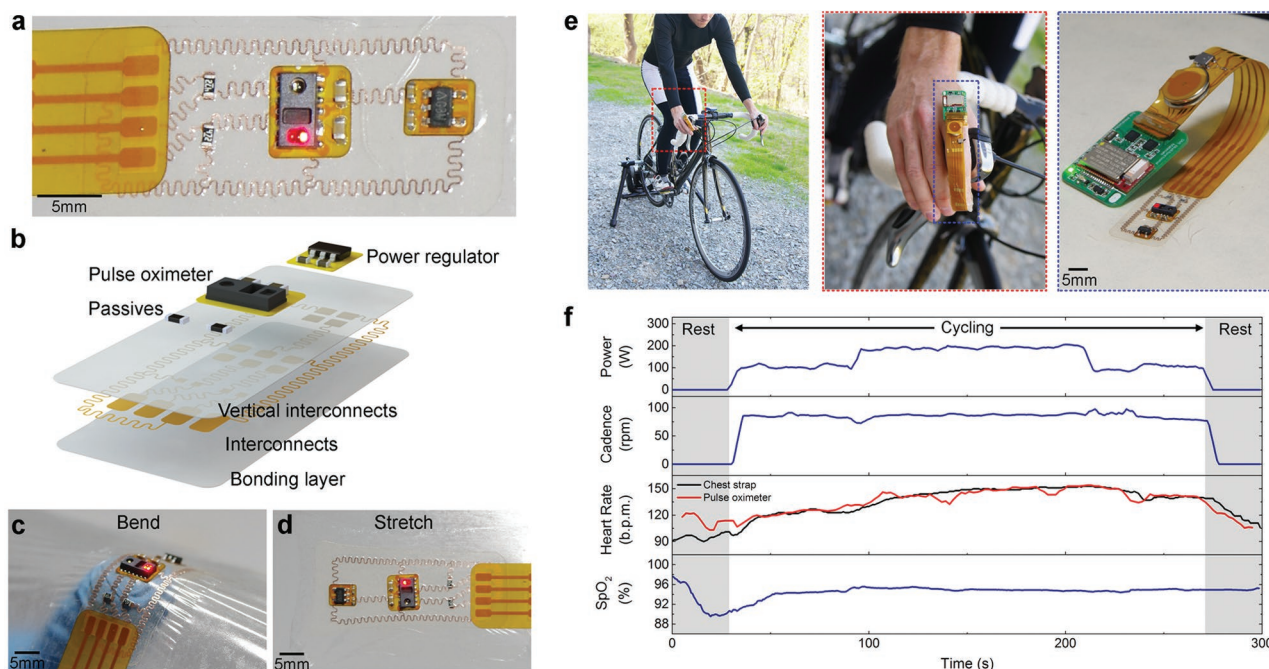 a
5mm
b
Power regulator
Pulse oximeter
Passives
Vertical interconnects
Interconnects
Bonding layer
c
Bend
5mm
d
Stretch
5mm
e
5mm
f
Rest
Cycling
Rest
Power
(W)
300
200
100
0
Cadence
(rpm)
100
50
0
Heart Rate
(b.p.m.)
150
120
90
Chest strap
Pulse oximeter
SpO2
(%)
100
96
92
88
0
100
200
300
Time (s)